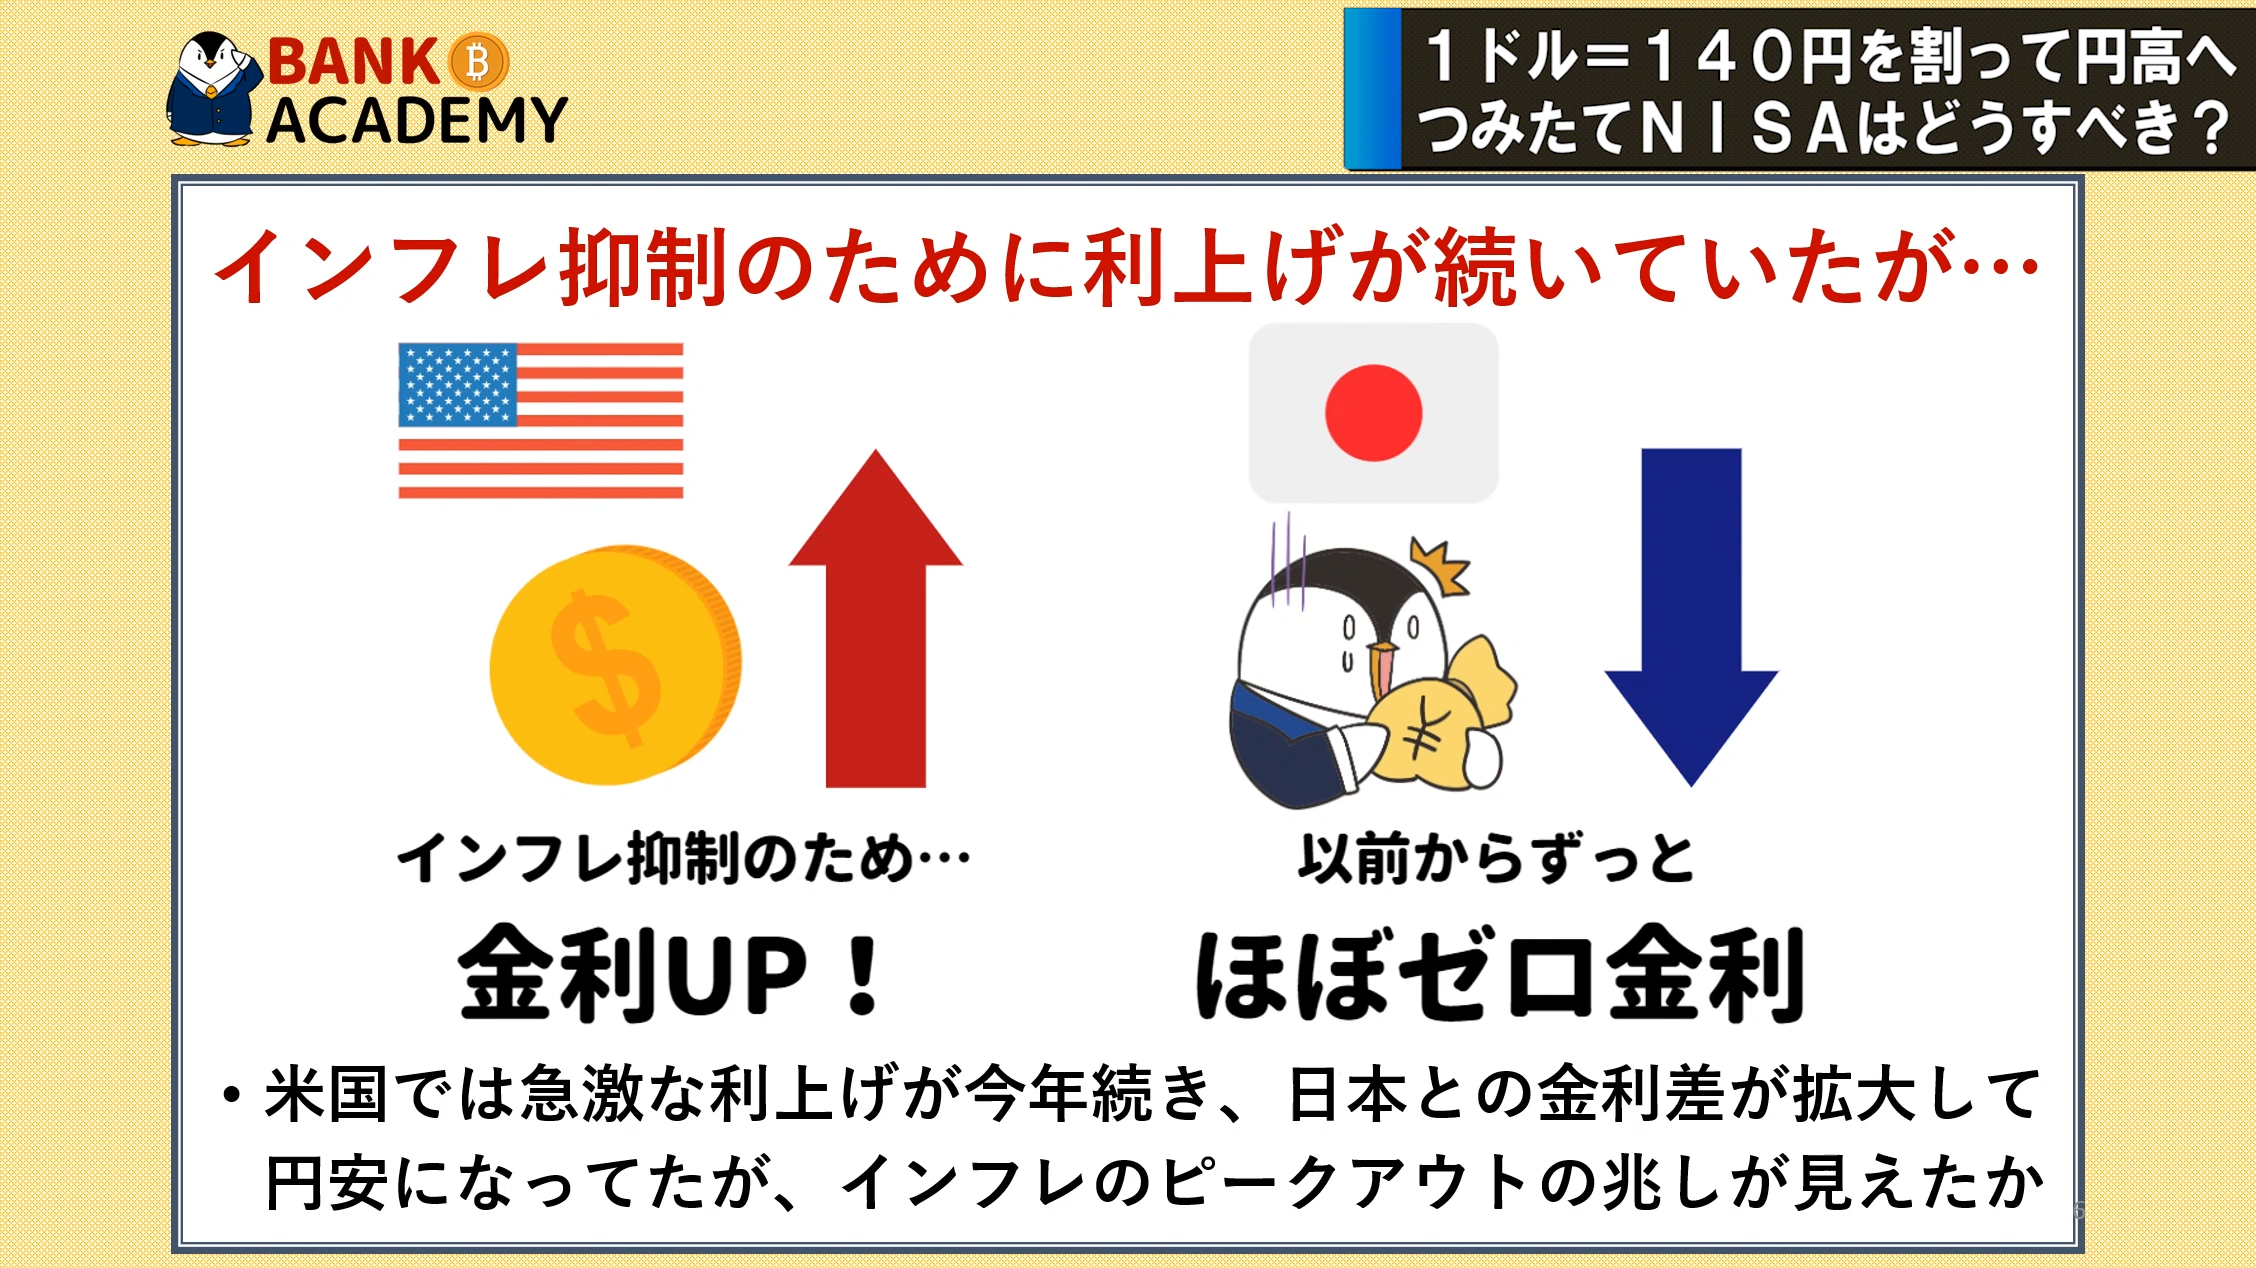 BANK
ACADEMY
１ドル＝１４０円を割って円高へ
つみたてＮＩＳＡはどうすべき？
インフレ抑制のために利上げが続いていたが…
インフレ抑制のため…
金利UP！
以前からずっと
ほぼゼロ金利
・米国では急激な利上げが今年続き、日本との金利差が拡大して
円安になってたが、インフレのピークアウトの兆しが見えたか
6